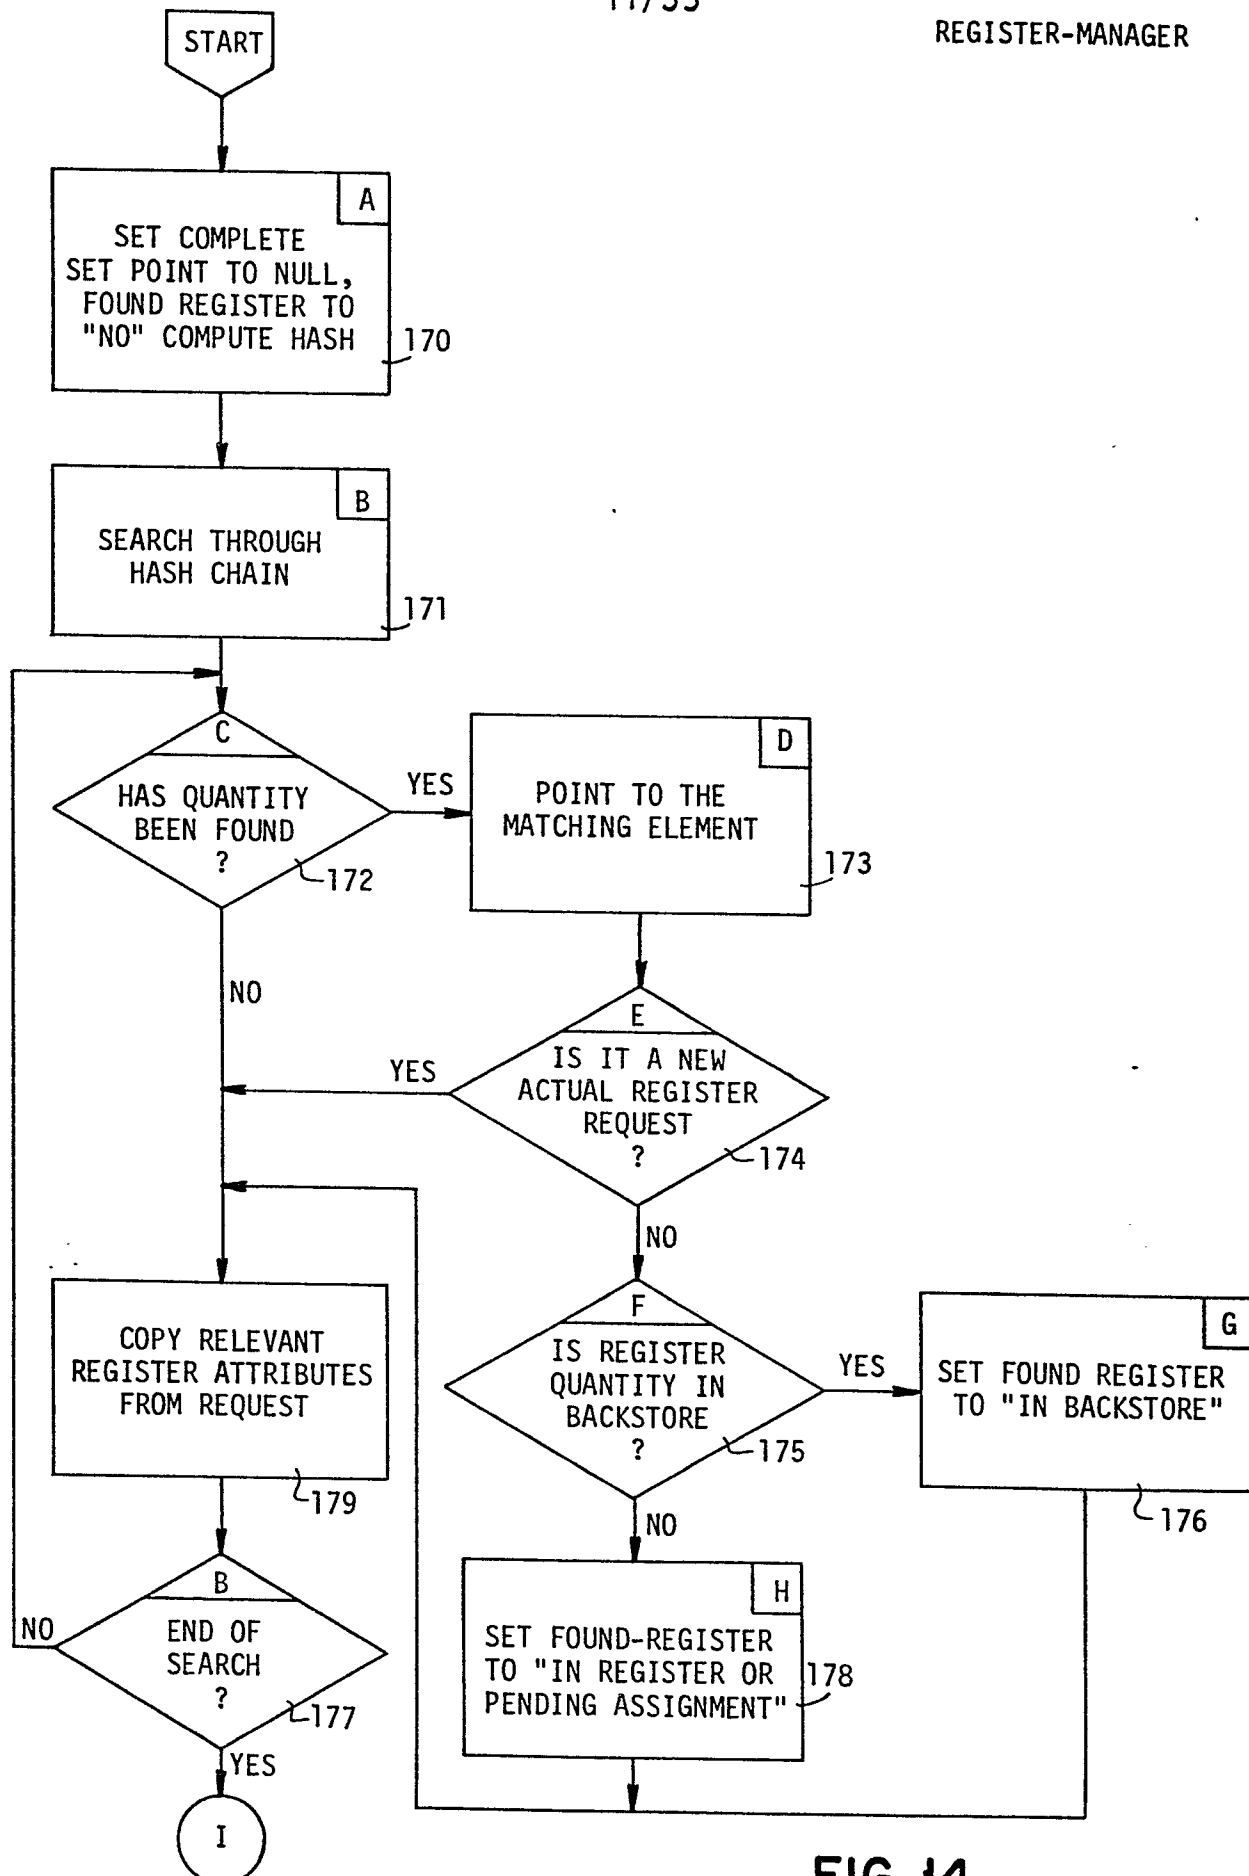 REGISTER-MANAGER
START
A
SET COMPLETE
SET POINT TO NULL,
FOUND REGISTER TO
"NO" COMPUTE HASH
170
B
SEARCH THROUGH
HASH CHAIN
171
C
HAS QUANTITY
BEEN FOUND
?
172
YES
D
POINT TO THE
MATCHING ELEMENT
173
NO
E
IS IT A NEW
ACTUAL REGISTER
REQUEST
?
174
YES
NO
F
IS REGISTER
QUANTITY IN
BACKSTORE
?
175
YES
G
SET FOUND REGISTER
TO "IN BACKSTORE"
176
COPY RELEVANT
REGISTER ATTRIBUTES
FROM REQUEST
179
NO
H
SET FOUND-REGISTER
TO "IN REGISTER OR
PENDING ASSIGNMENT"
178
B
END OF
SEARCH
?
177
NO
YES
I
FIG. 14